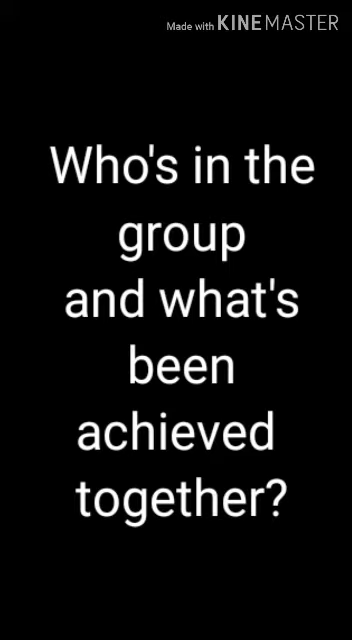 Made with KINEMASTER
Who's in the
group
and what's
been
achieved
together?